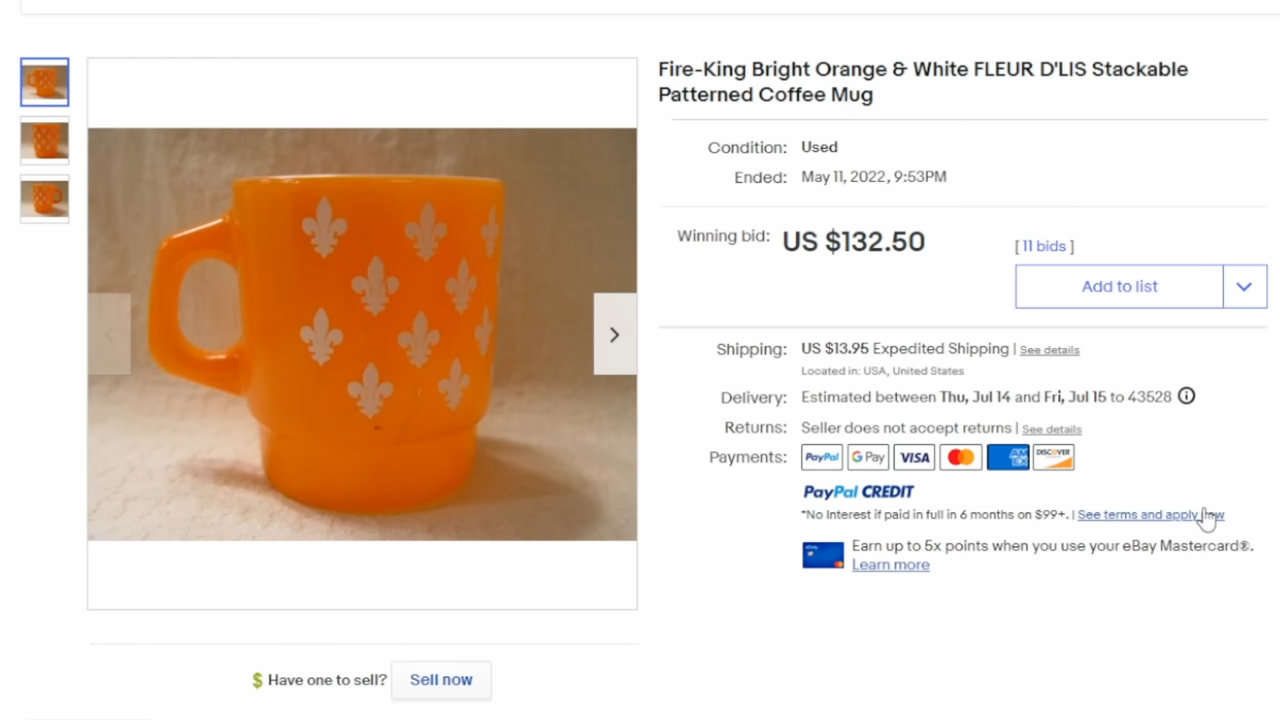 Fire-King Bright Orange & White FLEUR D'LIS Stackable
Patterned Coffee Mug
Condition: Used
Ended: May 11, 2022, 9:53PM
Winning bid: US $132.50 [ 11 bids ]
Add to list
Shipping: US $13.95 Expedited Shipping | See details
Located in: USA, United States
Delivery: Estimated between Thu, Jul 14 and Fri, Jul 15 to 43528
Returns: Seller does not accept returns | See details
Payments: PayPal G Pay VISA AM EX DISCOVER
PayPal CREDIT
*No Interest if paid in full in 6 months on $99+. | See terms and apply now
Earn up to 5x points when you use your eBay Mastercard®.
Learn more
$ Have one to sell? Sell now